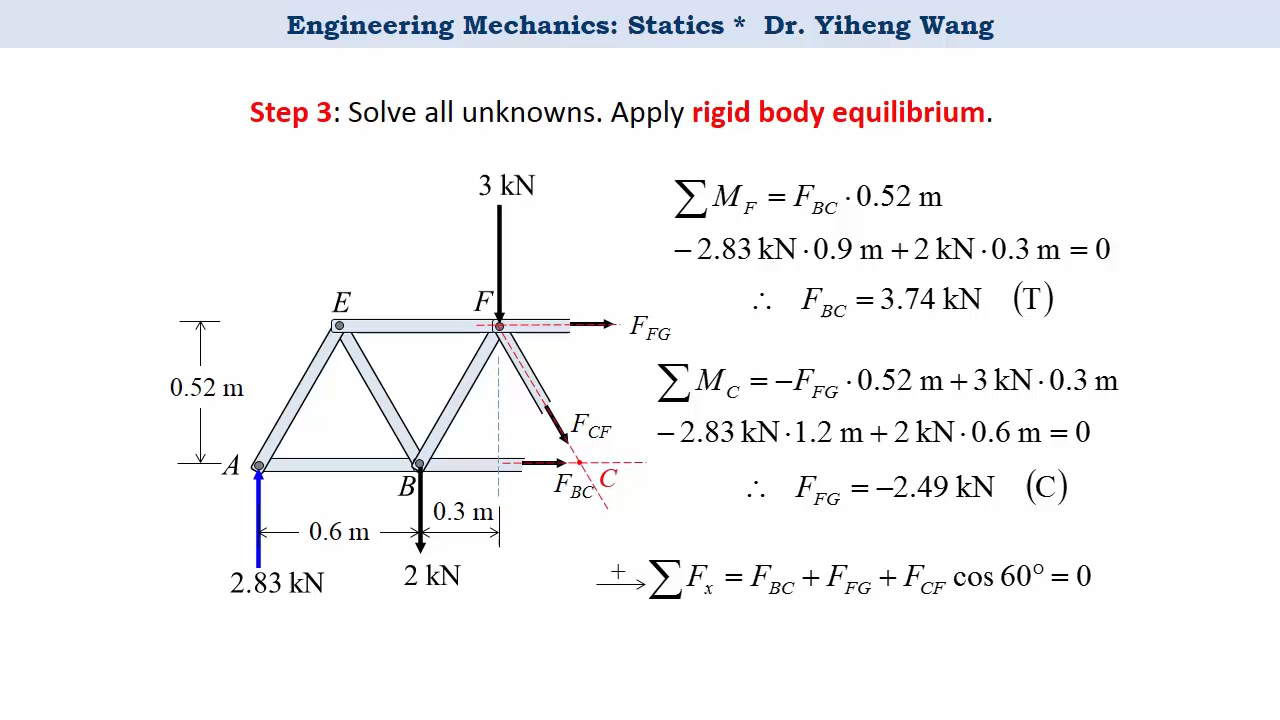 Engineering Mechanics: Statics * Dr. Yiheng Wang
Step 3: Solve all unknowns. Apply rigid body equilibrium.
3 kN
E
F
F_FG
0.52 m
F_CF
A
B
F_BC
C
0.6 m
0.3 m
2.83 kN
2 kN
∑ M_F = F_BC · 0.52 m
− 2.83 kN · 0.9 m + 2 kN · 0.3 m = 0
∴ F_BC = 3.74 kN (T)
∑ M_C = −F_FG · 0.52 m + 3 kN · 0.3 m
− 2.83 kN · 1.2 m + 2 kN · 0.6 m = 0
∴ F_FG = −2.49 kN (C)
+→ ∑ F_x = F_BC + F_FG + F_CF cos 60° = 0